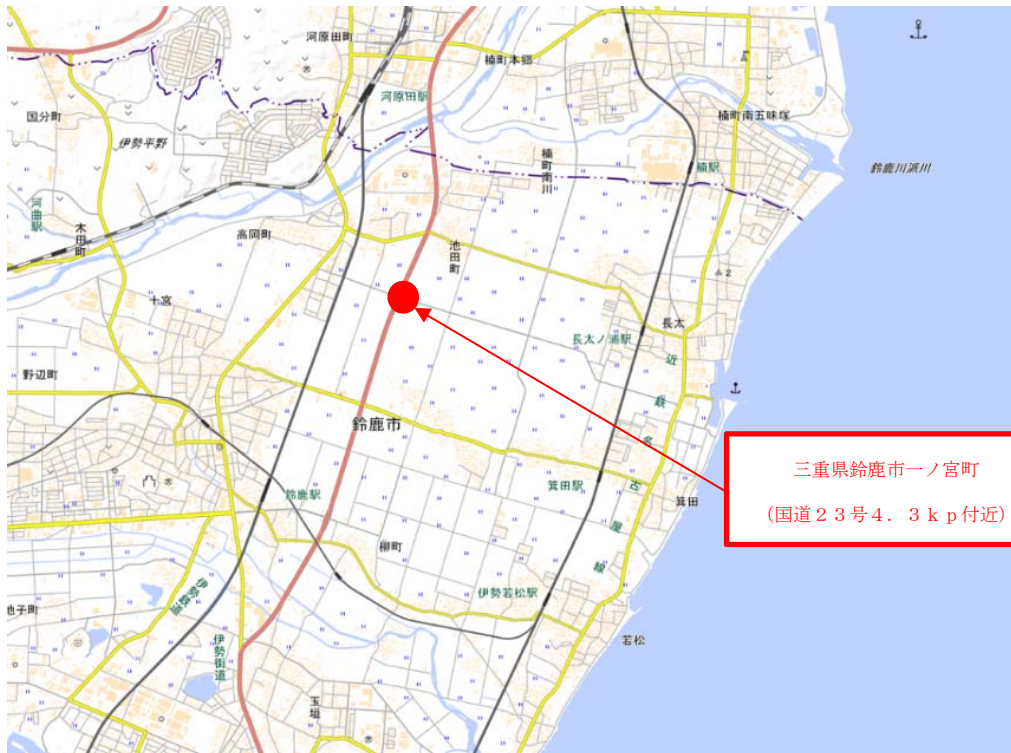 河原田町
楠町本郷
河原田駅
国分町
伊勢平野
楠町南五味塚
楠町南川
楠駅
鈴鹿川派川
河曲駅
木田町
高岡町
池田町
2
十宮
長太
長太ノ浦駅
近鉄名古屋線
野辺町
鈴鹿市
三重県鈴鹿市一ノ宮町
(国道23号4.3kp付近)
鈴鹿駅
箕田駅
箕田
柳町
伊勢若松駅
伊勢鉄道
地子町
伊勢街道
若松
玉垣